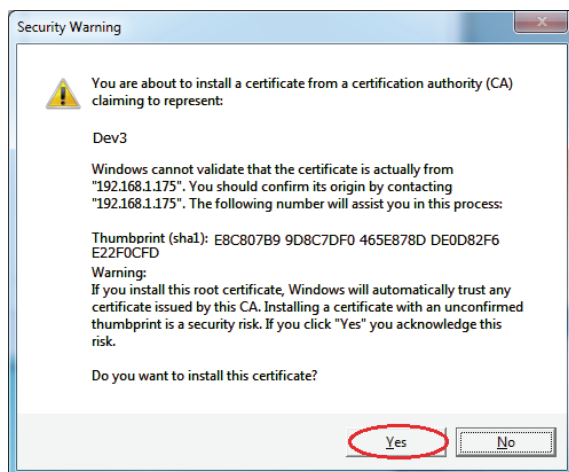 Security Warning
You are about to install a certificate from a certification authority (CA)
claiming to represent:
Dev3
Windows cannot validate that the certificate is actually from
"192.168.1.175". You should confirm its origin by contacting
"192.168.1.175". The following number will assist you in this process:
Thumbprint (sha1): E8C807B9 9D8C7DF0 465E878D DE0D82F6
E22F0CFD
Warning:
If you install this root certificate, Windows will automatically trust any
certificate issued by this CA. Installing a certificate with an unconfirmed
thumbprint is a security risk. If you click "Yes" you acknowledge this
risk.
Do you want to install this certificate?
Yes No